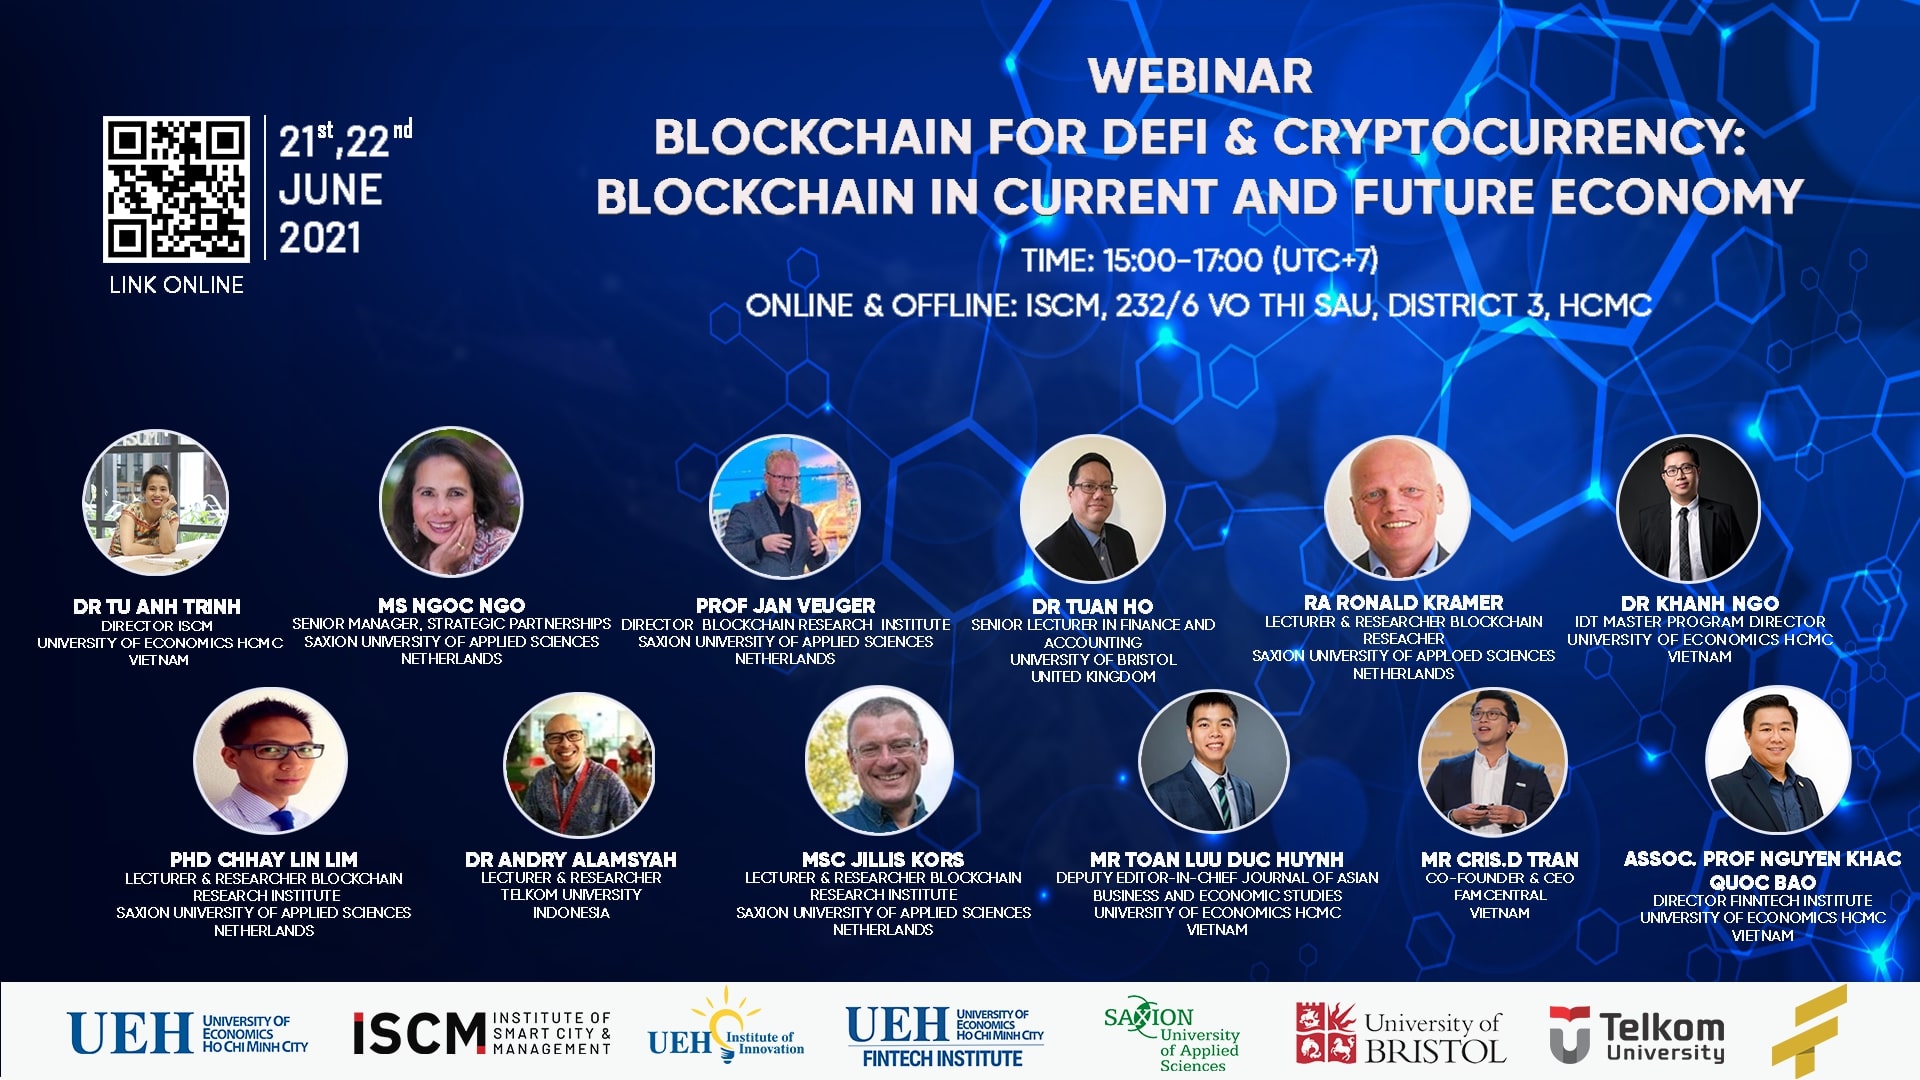 WEBINAR
BLOCKCHAIN FOR DEFI & CRYPTOCURRENCY:
BLOCKCHAIN IN CURRENT AND FUTURE ECONOMY
TIME: 15:00-17:00 (UTC+7)
ONLINE & OFFLINE: ISCM, 232/6 VO THI SAU, DISTRICT 3, HCMC
21st,22nd
JUNE
2021
LINK ONLINE
DR TU ANH TRINH
DIRECTOR ISCM
UNIVERSITY OF ECONOMICS HCMC
VIETNAM
MS NGOC NGO
SENIOR MANAGER, STRATEGIC PARTNERSHIPS
SAXION UNIVERSITY OF APPLIED SCIENCES
NETHERLANDS
PROF JAN VEUGER
DIRECTOR BLOCKCHAIN RESEARCH INSTITUTE
SAXION UNIVERSITY OF APPLIED SCIENCES
NETHERLANDS
DR TUAN HO
SENIOR LECTURER IN FINANCE AND
ACCOUNTING
UNIVERSITY OF BRISTOL
UNITED KINGDOM
RA RONALD KRAMER
LECTURER & RESEARCHER BLOCKCHAIN
RESEACHER
SAXION UNIVERSITY OF APPLOED SCIENCES
NETHERLANDS
DR KHANH NGO
IDT MASTER PROGRAM DIRECTOR
UNIVERSITY OF ECONOMICS HCMC
VIETNAM
PHD CHHAY LIN LIM
LECTURER & RESEARCHER BLOCKCHAIN
RESEARCH INSTITUTE
SAXION UNIVERSITY OF APPLIED SCIENCES
NETHERLANDS
DR ANDRY ALAMSYAH
LECTURER & RESEARCHER
TELKOM UNIVERSITY
INDONESIA
MSC JILLIS KORS
LECTURER & RESEARCHER BLOCKCHAIN
RESEARCH INSTITUTE
SAXION UNIVERSITY OF APPLIED SCIENCES
NETHERLANDS
MR TOAN LUU DUC HUYNH
DEPUTY EDITOR-IN-CHIEF JOURNAL OF ASIAN
BUSINESS AND ECONOMIC STUDIES
UNIVERSITY OF ECONOMICS HCMC
VIETNAM
MR CRIS.D TRAN
CO-FOUNDER & CEO
FAMCENTRAL
VIETNAM
ASSOC. PROF NGUYEN KHAC
QUOC BAO
DIRECTOR FINNTECH INSTITUTE
UNIVERSITY OF ECONOMICS HCMC
VIETNAM
UEH UNIVERSITY OF
ECONOMICS
HO CHI MINH CITY
ISCM INSTITUTE OF
SMART CITY &
MANAGEMENT
UEH Institute of
Innovation
UEH UNIVERSITY OF
ECONOMICS
HO CHI MINH CITY
FINTECH INSTITUTE
SAXION
University
of Applied
Sciences
University of
BRISTOL
Telkom
University